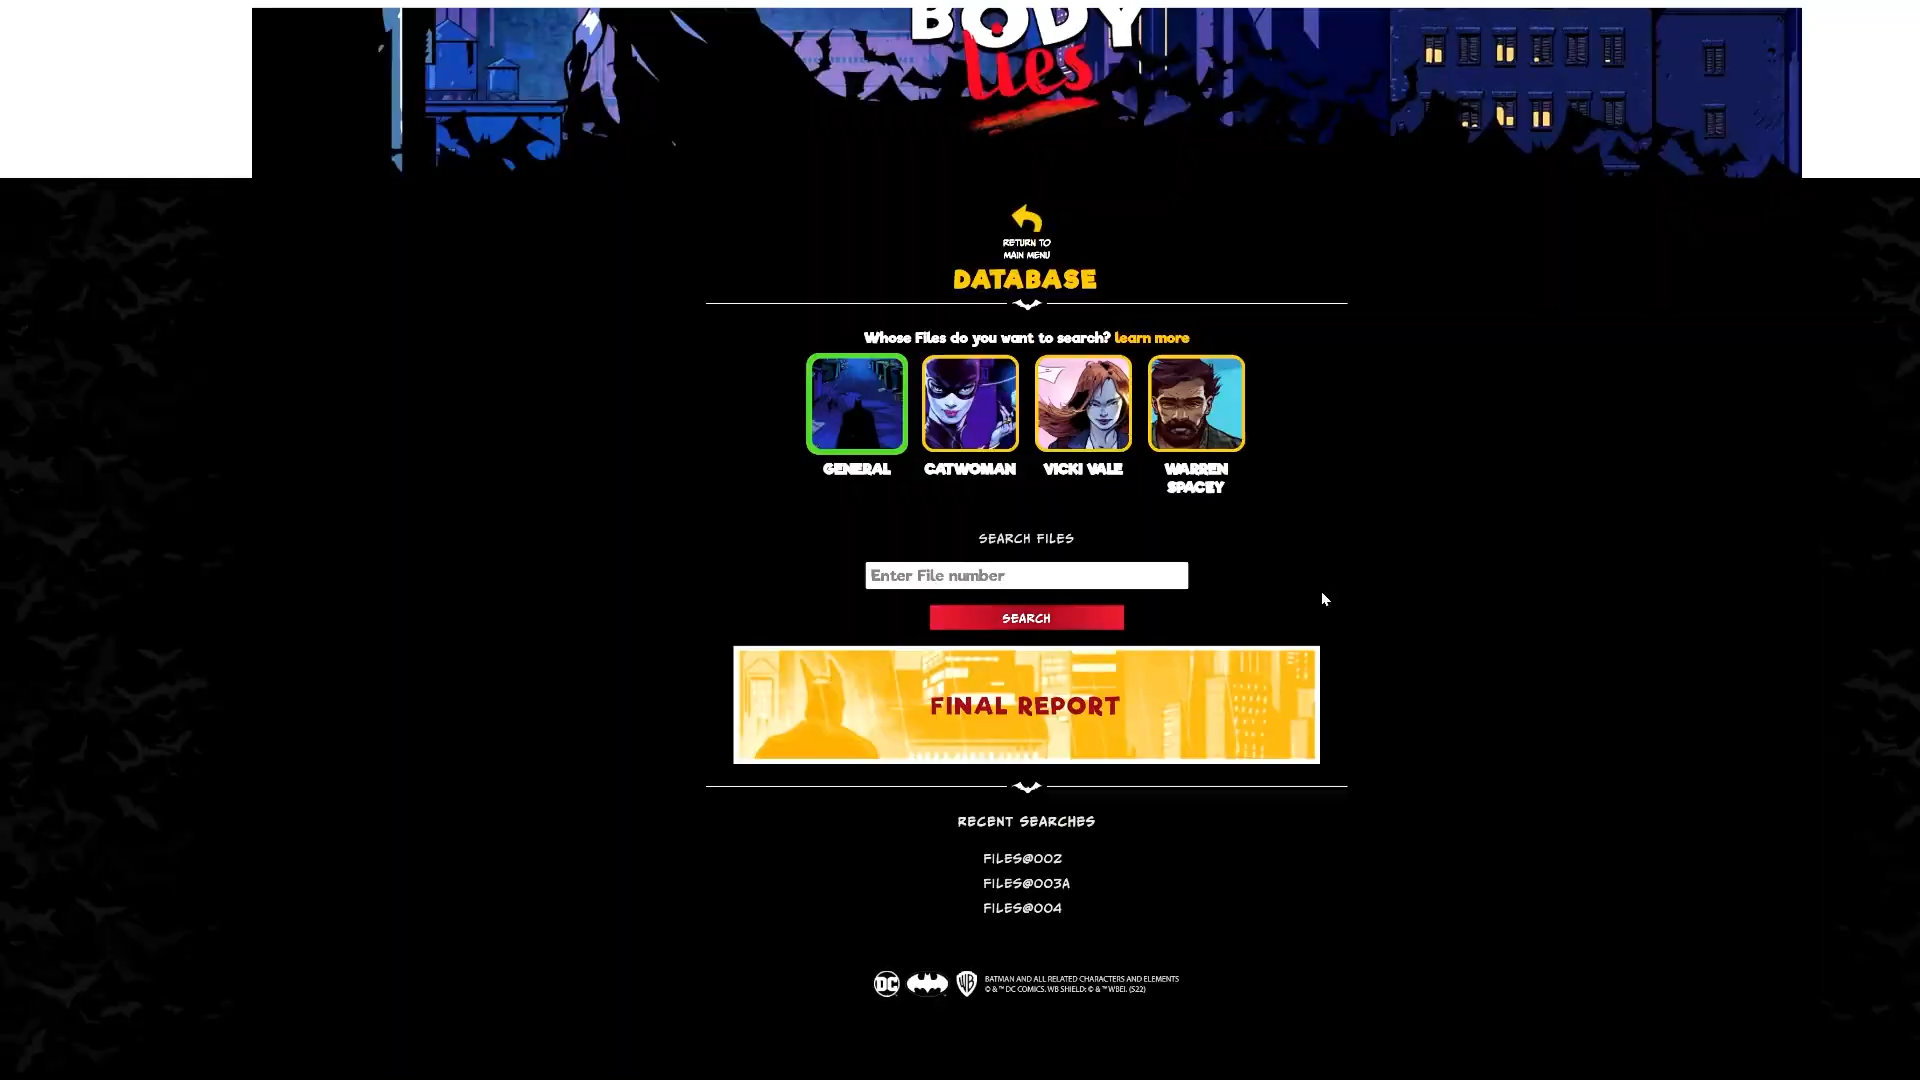 BODY
lies
RETURN TO
MAIN MENU
DATABASE
Whose Files do you want to search? learn more
GENERAL
CATWOMAN
VICKI VALE
WARREN
SPACEY
SEARCH FILES
Enter File number
SEARCH
FINAL REPORT
RECENT SEARCHES
FILES@002
FILES@003A
FILES@004
DC
WB
BATMAN AND ALL RELATED CHARACTERS AND ELEMENTS
© & ™ DC COMICS. WB SHIELD: © & ™ WBEI. (S22)